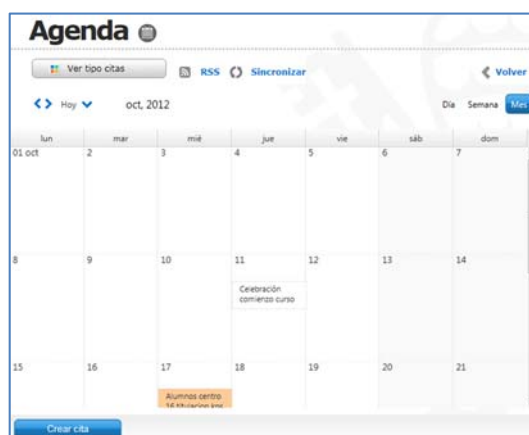 Agenda
Ver tipo citas RSS Sincronizar Volver
Hoy oct, 2012 Día Semana Mes
lun mar mié jue vie sáb dom
01 oct 2 3 4 5 6 7
8 9 10 11 12 13 14
Celebración
comienzo curso
15 16 17 18 19 20 21
Alumnos centro
16 titulacion
Crear cita